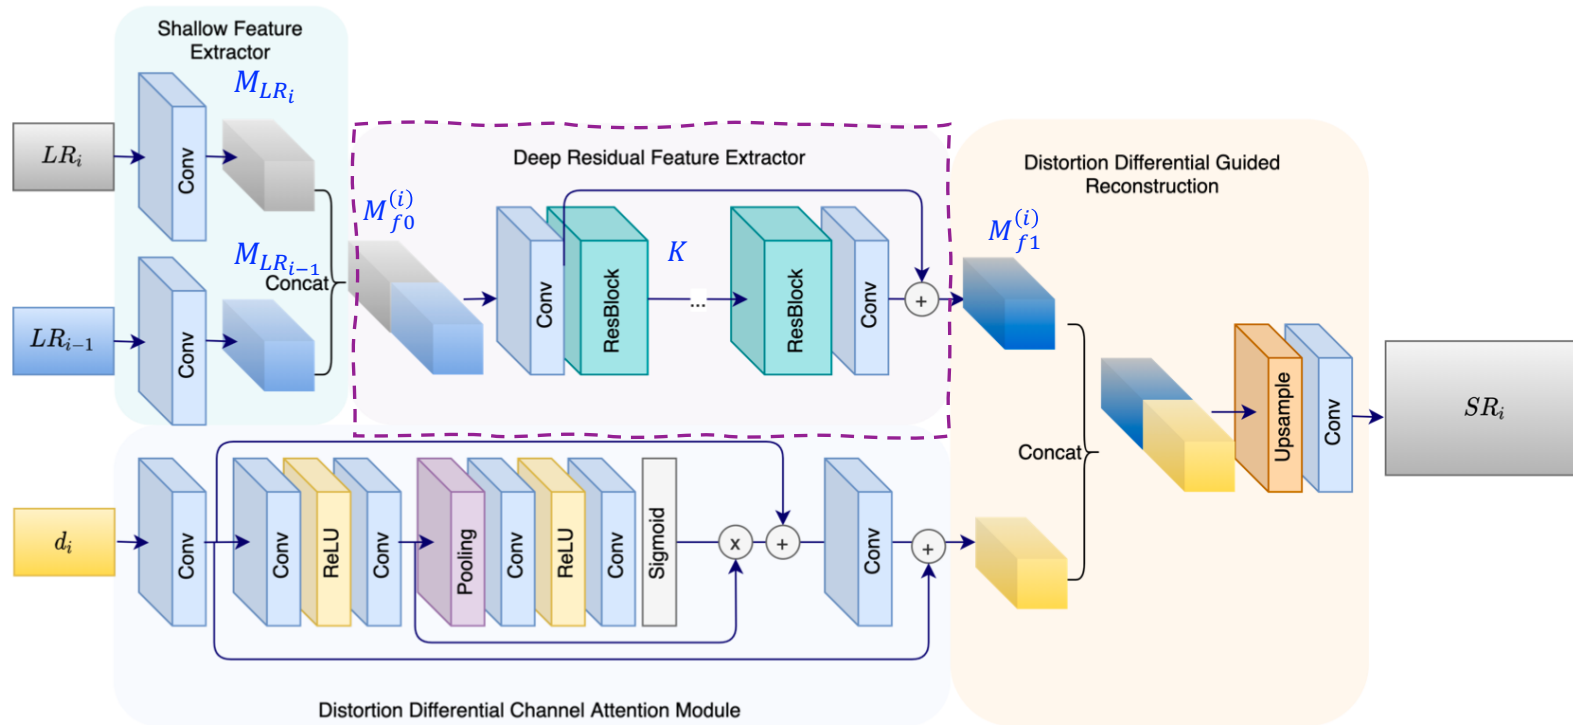 Shallow Feature
Extractor
M_{LR_i}
LR_i
Conv
M_{LR_{i-1}}
Concat
LR_{i-1}
Conv
Deep Residual Feature Extractor
M_{f0}^{(i)}
Conv
ResBlock
K
...
ResBlock
Conv
+
Distortion Differential Guided
Reconstruction
M_{f1}^{(i)}
Concat
Upsample
Conv
SR_i
d_i
Conv
Conv
ReLU
Conv
Pooling
Conv
ReLU
Conv
Sigmoid
x
+
Conv
+
Distortion Differential Channel Attention Module